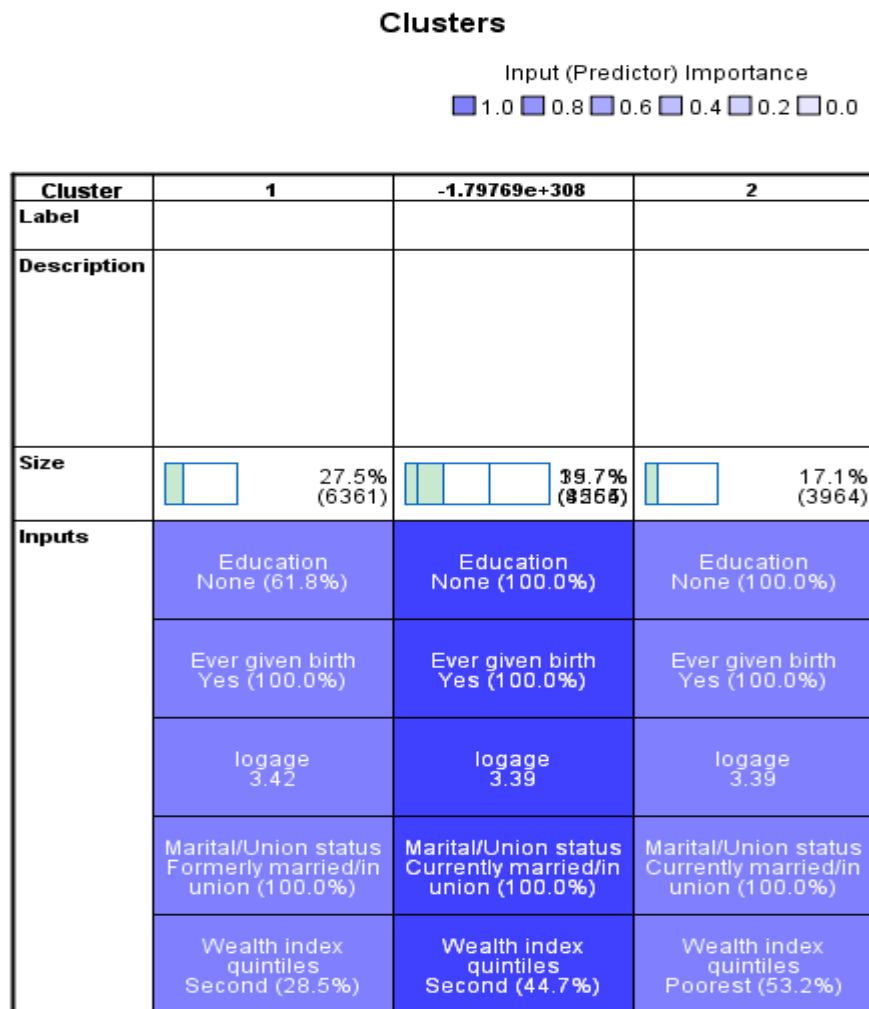 Clusters
Input (Predictor) Importance
1.0 0.8 0.6 0.4 0.2 0.0
Cluster 1 -1.79769e+308 2
Label
Description
Size
27.5% 17.1%
(6361) (3964)
Inputs
Education Education Education
None (61.8%) None (100.0%) None (100.0%)
Ever given birth Ever given birth Ever given birth
Yes (100.0%) Yes (100.0%) Yes (100.0%)
logage logage logage
3.42 3.39 3.39
Marital/Union status Marital/Union status Marital/Union status
Formerly married/in Currently married/in Currently married/in
union (100.0%) union (100.0%) union (100.0%)
Wealth index Wealth index Wealth index
quintiles quintiles quintiles
Second (28.5%) Second (44.7%) Poorest (53.2%)